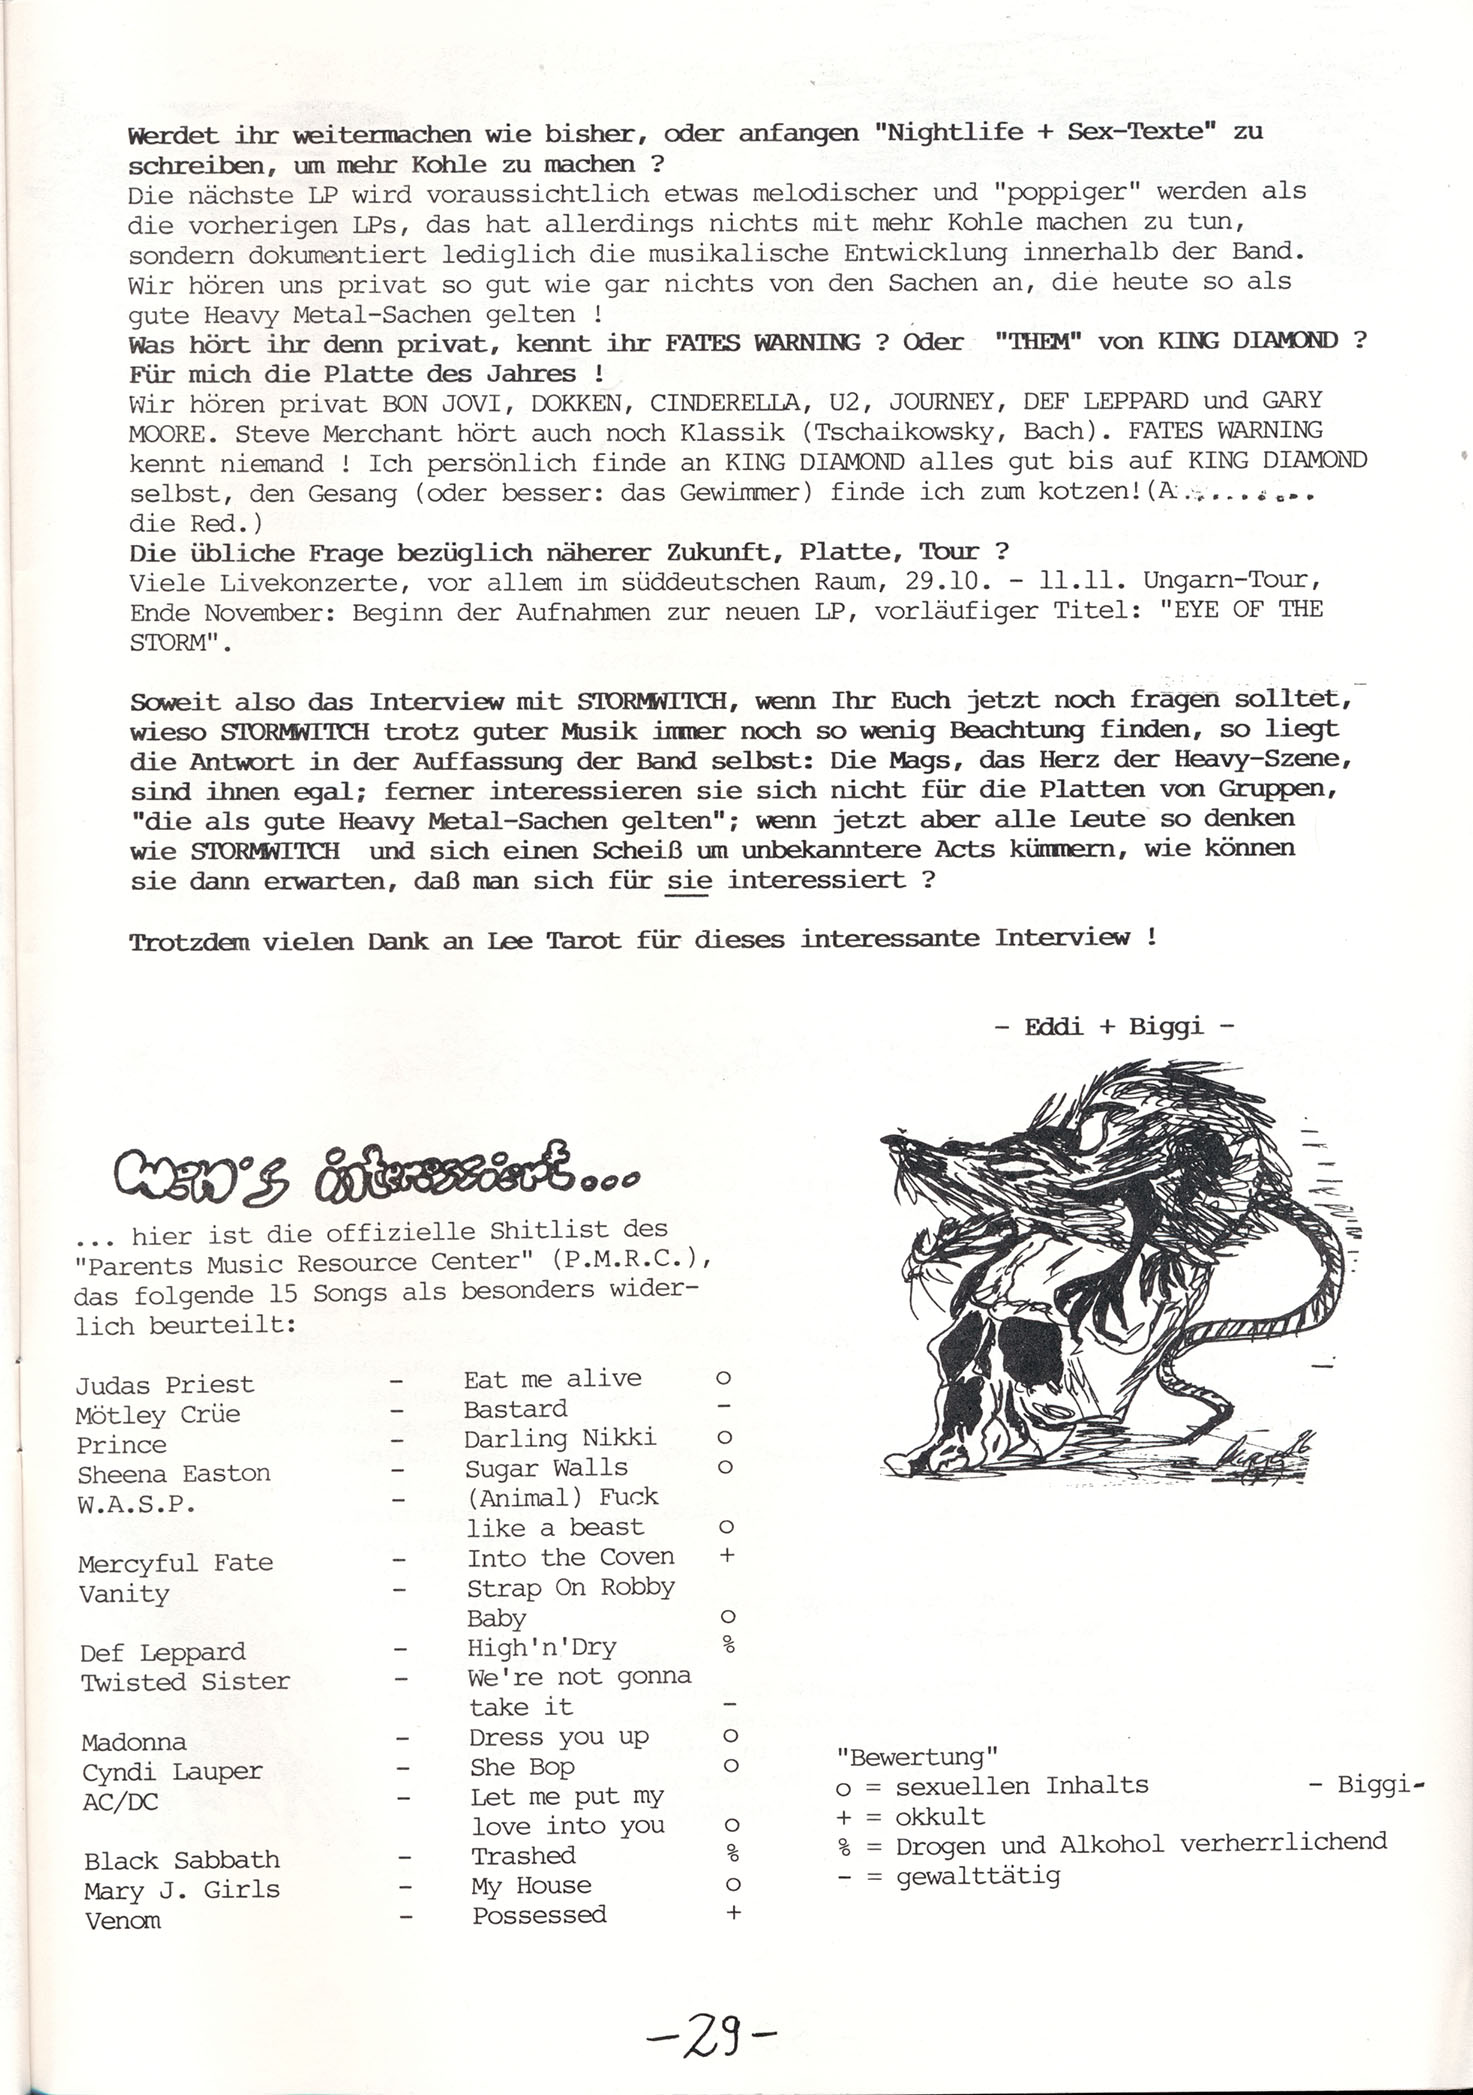 Werdet ihr weitermachen wie bisher, oder anfangen "Nightlife + Sex-Texte" zu
schreiben, um mehr Kohle zu machen ?
Die nächste LP wird voraussichtlich etwas melodischer und "poppiger" werden als
die vorherigen LPs, das hat allerdings nichts mit mehr Kohle machen zu tun,
sondern dokumentiert lediglich die musikalische Entwicklung innerhalb der Band.
Wir hören uns privat so gut wie gar nichts von den Sachen an, die heute so als
gute Heavy Metal-Sachen gelten !
Was hört ihr denn privat, kennt ihr FATES WARNING ? Oder "THEM" von KING DIAMOND ?
Für mich die Platte des Jahres !
Wir hören privat BON JOVI, DOKKEN, CINDERELLA, U2, JOURNEY, DEF LEPPARD und GARY
MOORE. Steve Merchant hört auch noch Klassik (Tschaikowsky, Bach). FATES WARNING
kennt niemand ! Ich persönlich finde an KING DIAMOND alles gut bis auf KING DIAMOND
selbst, den Gesang (oder besser: das Gewimmer) finde ich zum kotzen!(A..........
die Red.)
Die übliche Frage bezüglich näherer Zukunft, Platte, Tour ?
Viele Livekonzerte, vor allem im süddeutschen Raum, 29.10. - 11.11. Ungarn-Tour,
Ende November: Beginn der Aufnahmen zur neuen LP, vorläufiger Titel: "EYE OF THE
STORM".
Soweit also das Interview mit STORMWITCH, wenn Ihr Euch jetzt noch fragen solltet,
wieso STORMWITCH trotz guter Musik immer noch so wenig Beachtung finden, so liegt
die Antwort in der Auffassung der Band selbst: Die Mags, das Herz der Heavy-Szene,
sind ihnen egal; ferner interessieren sie sich nicht für die Platten von Gruppen,
"die als gute Heavy Metal-Sachen gelten"; wenn jetzt aber alle Leute so denken
wie STORMWITCH und sich einen Scheiß um unbekanntere Acts kümmern, wie können
sie dann erwarten, daß man sich für sie interessiert ?
Trotzdem vielen Dank an Lee Tarot für dieses interessante Interview !
- Eddi + Biggi -
Wen's interessiert...
... hier ist die offizielle Shitlist des
"Parents Music Resource Center" (P.M.R.C.),
das folgende 15 Songs als besonders wider-
lich beurteilt:
Judas Priest - Eat me alive o
Mötley Crüe - Bastard -
Prince - Darling Nikki o
Sheena Easton - Sugar Walls o
W.A.S.P. - (Animal) Fuck
like a beast o
Mercyful Fate - Into the Coven +
Vanity - Strap On Robby
Baby o
Def Leppard - High'n'Dry %
Twisted Sister - We're not gonna
take it -
Madonna - Dress you up o
Cyndi Lauper - She Bop o
AC/DC - Let me put my
love into you o
Black Sabbath - Trashed %
Mary J. Girls - My House o
Venom - Possessed +
"Bewertung"
o = sexuellen Inhalts - Biggi-
+ = okkult
% = Drogen und Alkohol verherrlichend
- = gewalttätig
-29-